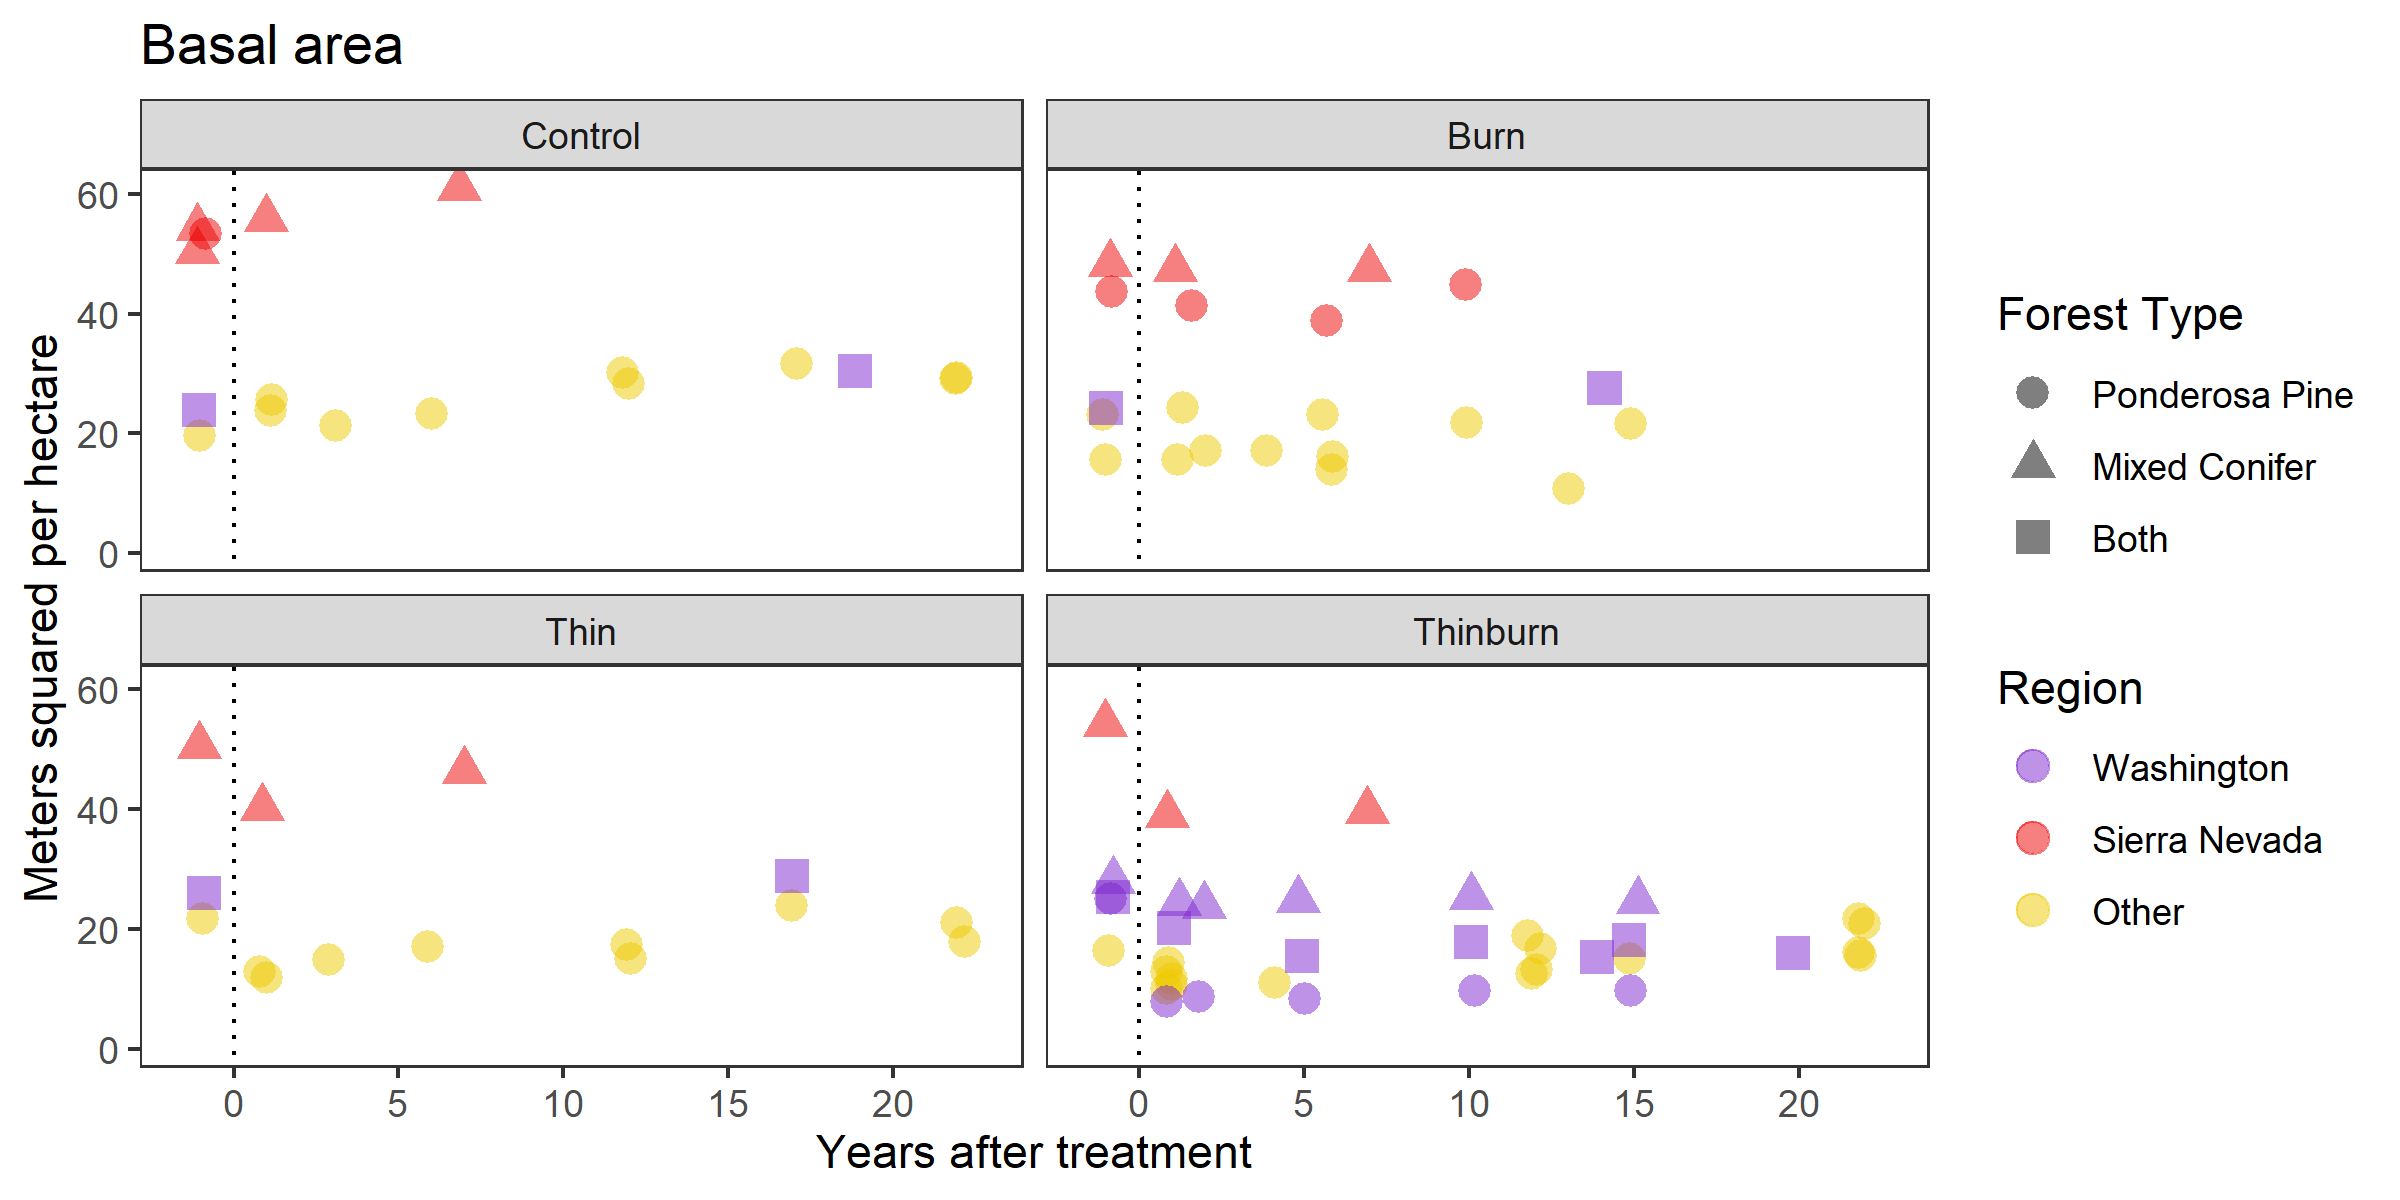 Basal area
Control
Burn
60
40
20
0
Thin
Thinburn
60
40
20
0
0 5 10 15 20
0 5 10 15 20
Years after treatment
Meters squared per hectare
Forest Type
Ponderosa Pine
Mixed Conifer
Both
Region
Washington
Sierra Nevada
Other